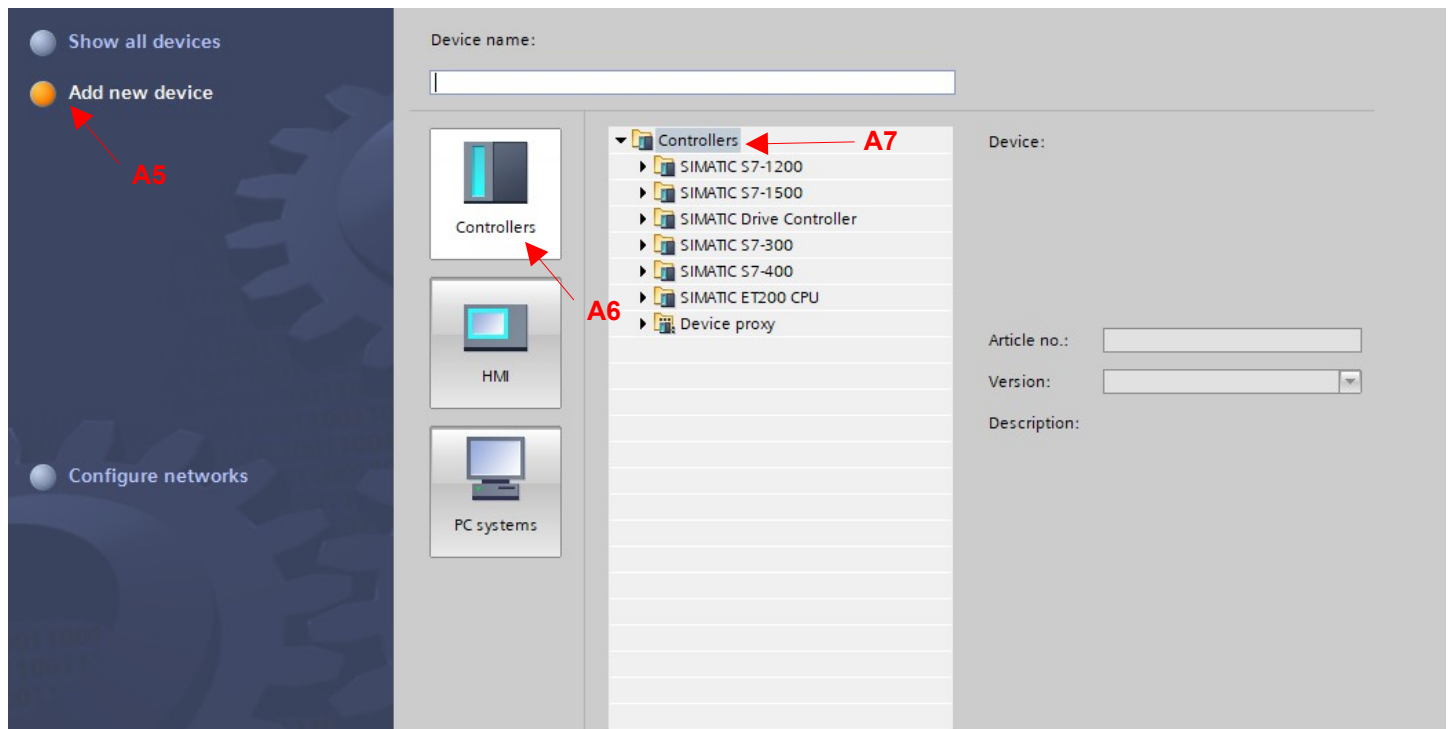 Show all devices
Add new device
A5
Configure networks
Device name:
Controllers
A6
HMI
PC systems
Controllers
A7
SIMATIC S7-1200
SIMATIC S7-1500
SIMATIC Drive Controller
SIMATIC S7-300
SIMATIC S7-400
SIMATIC ET200 CPU
Device proxy
Device:
Article no.:
Version:
Description: